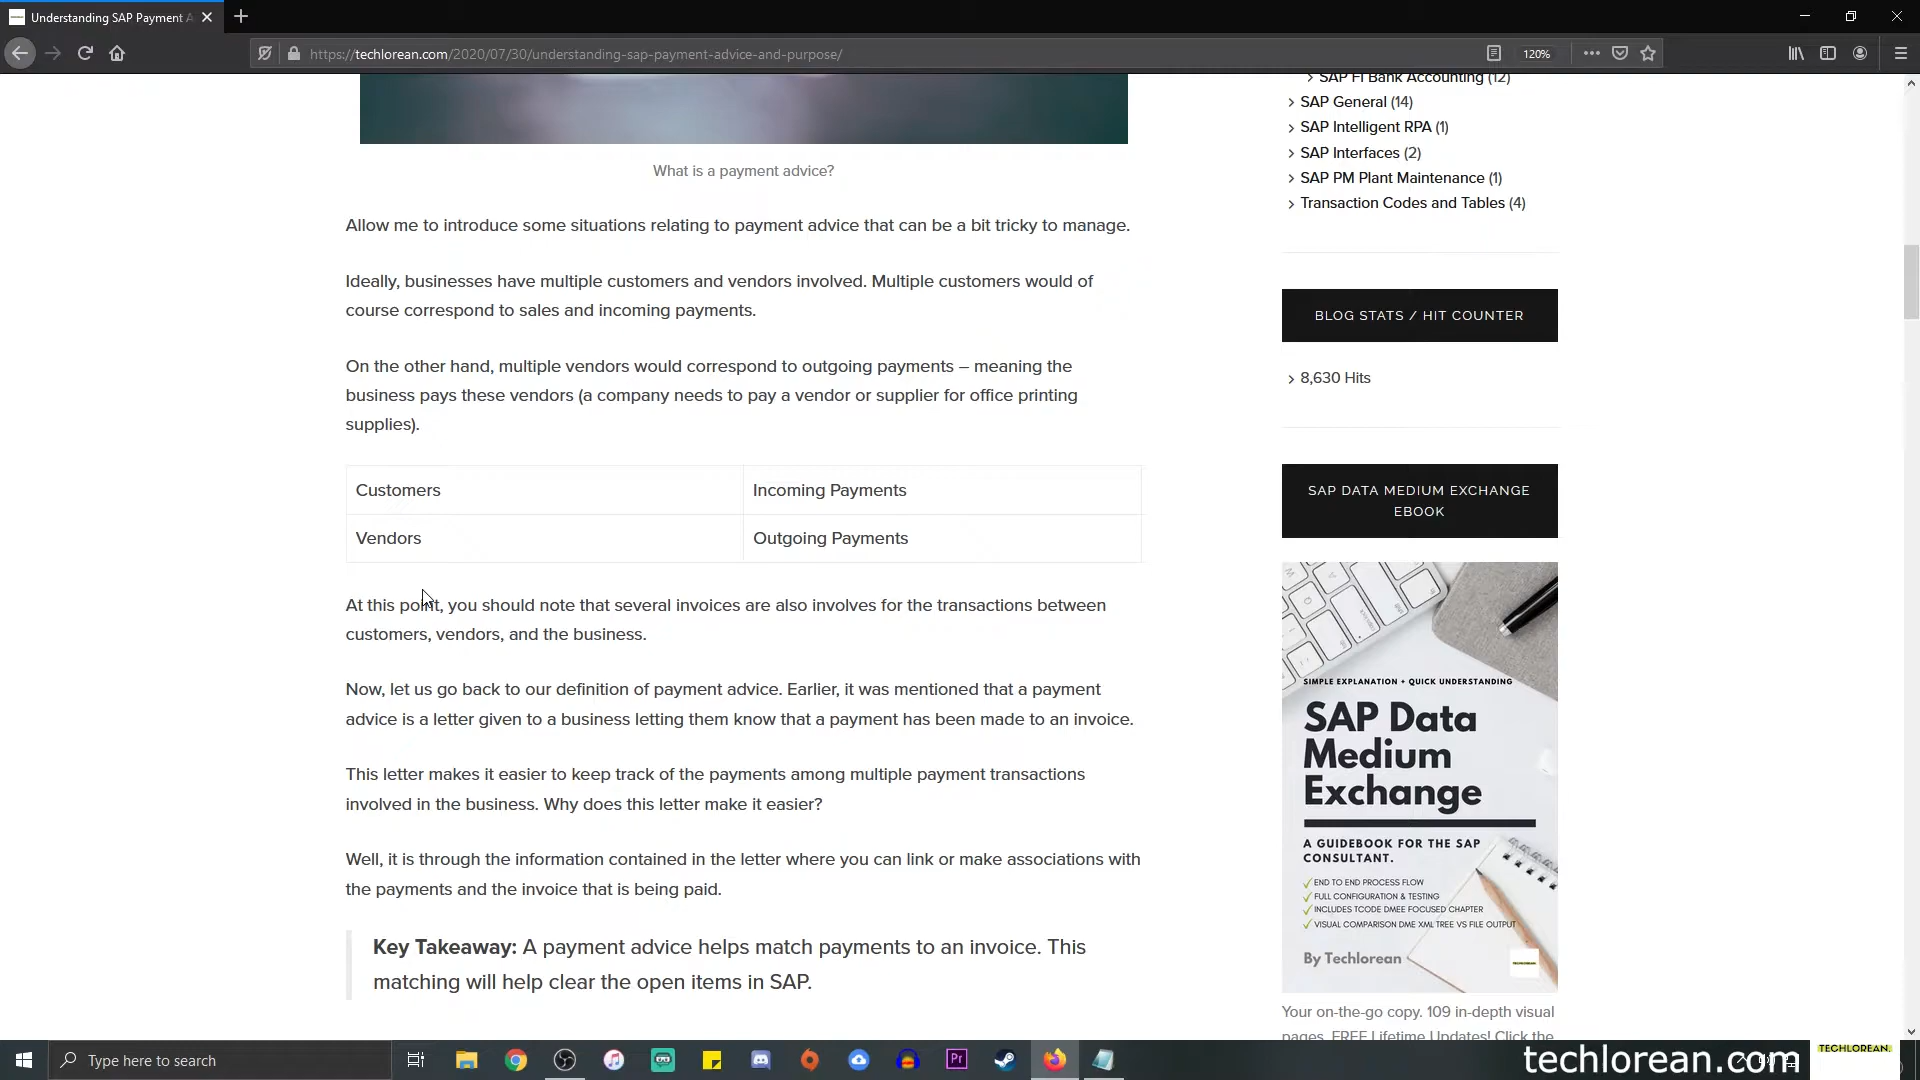 Understanding SAP Payment A
https://techlorean.com/2020/07/30/understanding-sap-payment-advice-and-purpose/
120%
What is a payment advice?
Allow me to introduce some situations relating to payment advice that can be a bit tricky to manage.
Ideally, businesses have multiple customers and vendors involved. Multiple customers would of
course correspond to sales and incoming payments.
On the other hand, multiple vendors would correspond to outgoing payments – meaning the
business pays these vendors (a company needs to pay a vendor or supplier for office printing
supplies).
Customers Incoming Payments
Vendors Outgoing Payments
At this point, you should note that several invoices are also involves for the transactions between
customers, vendors, and the business.
Now, let us go back to our definition of payment advice. Earlier, it was mentioned that a payment
advice is a letter given to a business letting them know that a payment has been made to an invoice.
This letter makes it easier to keep track of the payments among multiple payment transactions
involved in the business. Why does this letter make it easier?
Well, it is through the information contained in the letter where you can link or make associations with
the payments and the invoice that is being paid.
Key Takeaway: A payment advice helps match payments to an invoice. This
matching will help clear the open items in SAP.
SAP FI Bank Accounting (12)
SAP General (14)
SAP Intelligent RPA (1)
SAP Interfaces (2)
SAP PM Plant Maintenance (1)
Transaction Codes and Tables (4)
BLOG STATS / HIT COUNTER
8,630 Hits
SAP DATA MEDIUM EXCHANGE
EBOOK
SIMPLE EXPLANATION + QUICK UNDERSTANDING
SAP Data
Medium
Exchange
A GUIDEBOOK FOR THE SAP
CONSULTANT.
END TO END PROCESS FLOW
FULL CONFIGURATION & TESTING
INCLUDES TCODE DMEE FOCUSED CHAPTER
VISUAL COMPARISON DME XML TREE VS FILE OUTPUT
By Techlorean
Your on-the-go copy. 109 in-depth visual
pages. FREE Lifetime Updates! Click the
Type here to search
Pr
techlorean.com
TECHLOREAN.